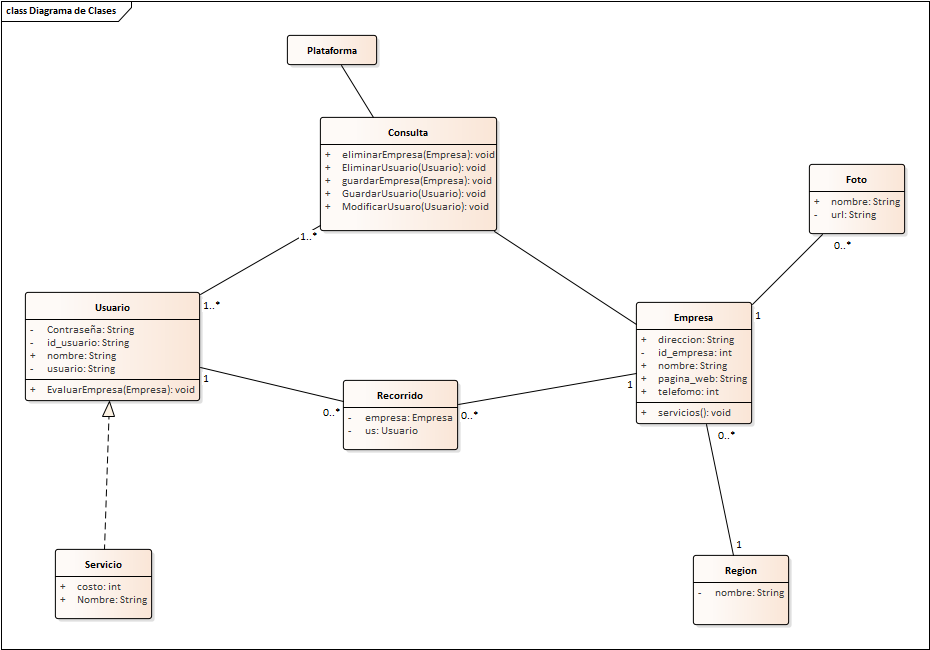 class Diagrama de Clases
Plataforma
Consulta
+ eliminarEmpresa(Empresa): void
+ EliminarUsuario(Usuario): void
+ guardarEmpresa(Empresa): void
+ GuardarUsuario(Usuario): void
+ ModificarUsuaro(Usuario): void
1..*
1..*
Foto
+ nombre: String
- url: String
0..*
1
Usuario
- Contraseña: String
- id_usuario: String
+ nombre: String
- usuario: String
+ EvaluarEmpresa(Empresa): void
1
0..*
Recorrido
- empresa: Empresa
- us: Usuario
0..*
1
Empresa
+ direccion: String
- id_empresa: int
+ nombre: String
+ pagina_web: String
+ telefomo: int
+ servicios(): void
0..*
1
Servicio
+ costo: int
+ Nombre: String
Region
- nombre: String